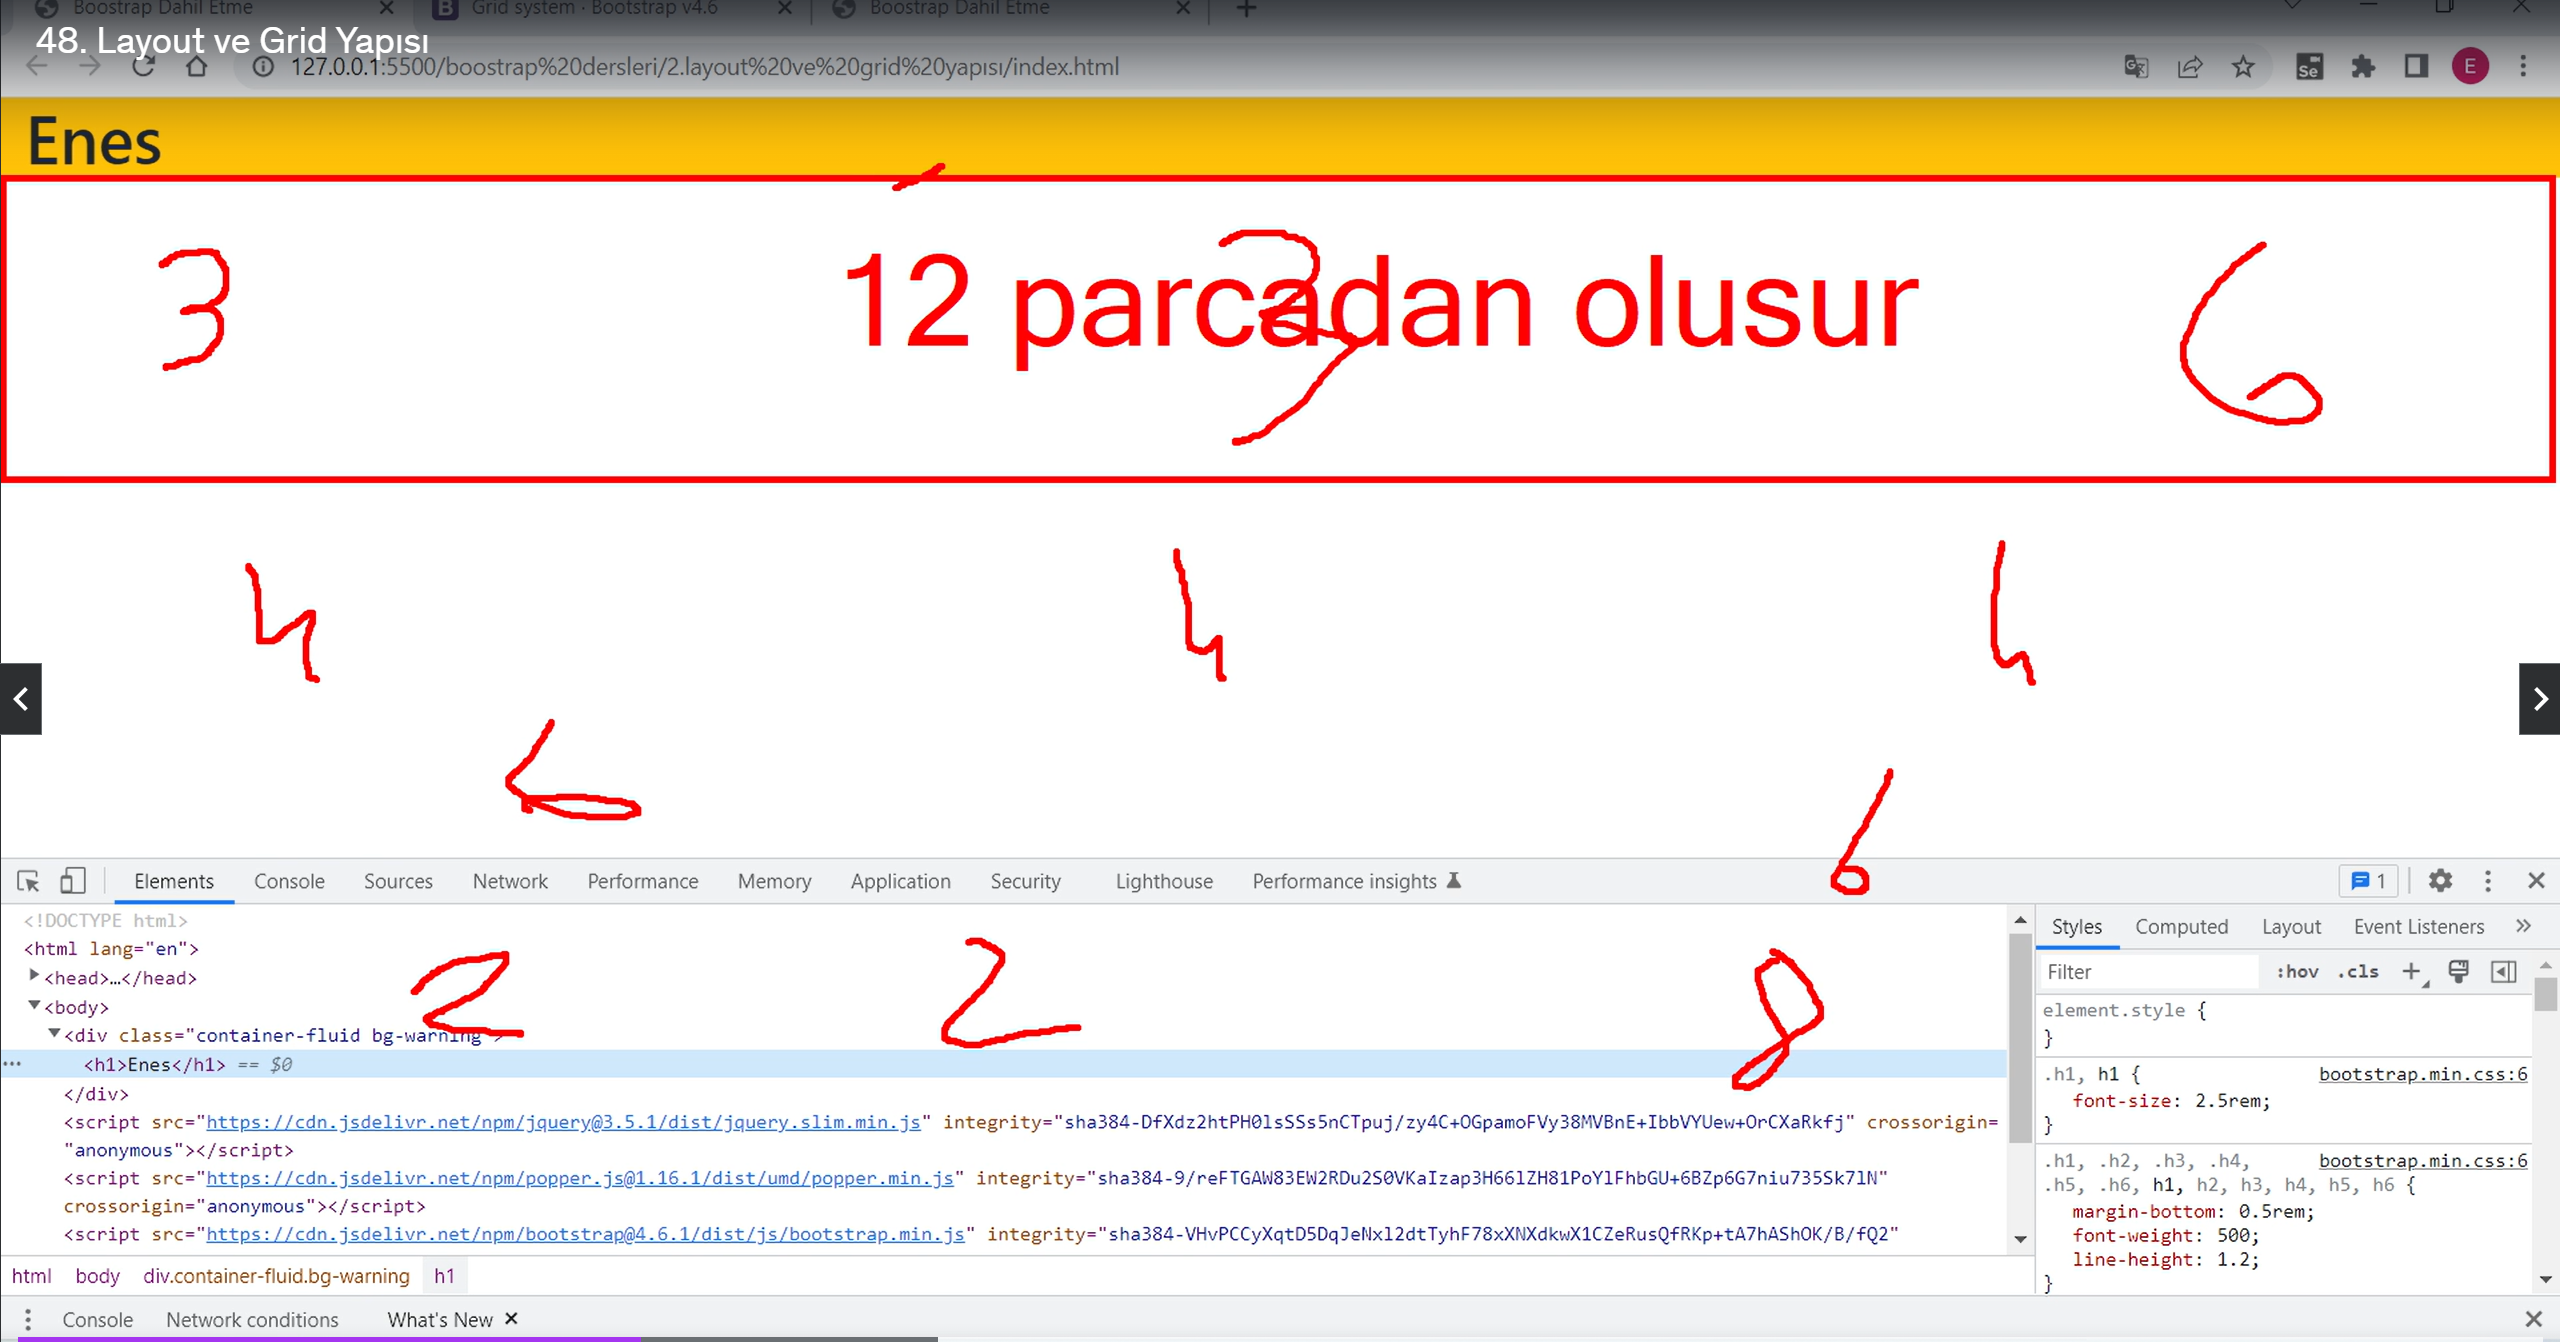 Boostrap Dahil Etme
Grid system · Bootstrap v4.6
Boostrap Dahil Etme
48. Layout ve Grid Yapısı
127.0.0.1:5500/boostrap%20dersleri/2.layout%20ve%20grid%20yapısı/index.html
Se
E
Enes
3 3 6
12 parcadan olusur
4 4 4
6 6
Elements Console Sources Network Performance Memory Application Security Lighthouse Performance insights 1
2 2 8
<!DOCTYPE html>
<html lang="en">
<head>…</head>
<body>
<div class="container-fluid bg-warning">
<h1>Enes</h1> == $0
</div>
<script src="https://cdn.jsdelivr.net/npm/jquery@3.5.1/dist/jquery.slim.min.js" integrity="sha384-DfXdz2htPH0lsSSs5nCTpuj/zy4C+OGpamoFVy38MVBnE+IbbVYUew+OrCXaRkfj" crossorigin=
"anonymous"></script>
<script src="https://cdn.jsdelivr.net/npm/popper.js@1.16.1/dist/umd/popper.min.js" integrity="sha384-9/reFTGAW83EW2RDu2S0VKaIzap3H66lZH81PoYlFhbGU+6BZp6G7niu735Sk7lN"
crossorigin="anonymous"></script>
<script src="https://cdn.jsdelivr.net/npm/bootstrap@4.6.1/dist/js/bootstrap.min.js" integrity="sha384-VHvPCCyXqtD5DqJeNxl2dtTyhF78xXNXdkwX1CZeRusQfRKp+tA7hAShOK/B/fQ2"
html body div.container-fluid.bg-warning h1
Styles Computed Layout Event Listeners
Filter :hov .cls
element.style {
}
.h1, h1 { bootstrap.min.css:6
font-size: 2.5rem;
}
.h1, .h2, .h3, .h4, bootstrap.min.css:6
.h5, .h6, h1, h2, h3, h4, h5, h6 {
margin-bottom: 0.5rem;
font-weight: 500;
line-height: 1.2;
}
Console Network conditions What's New